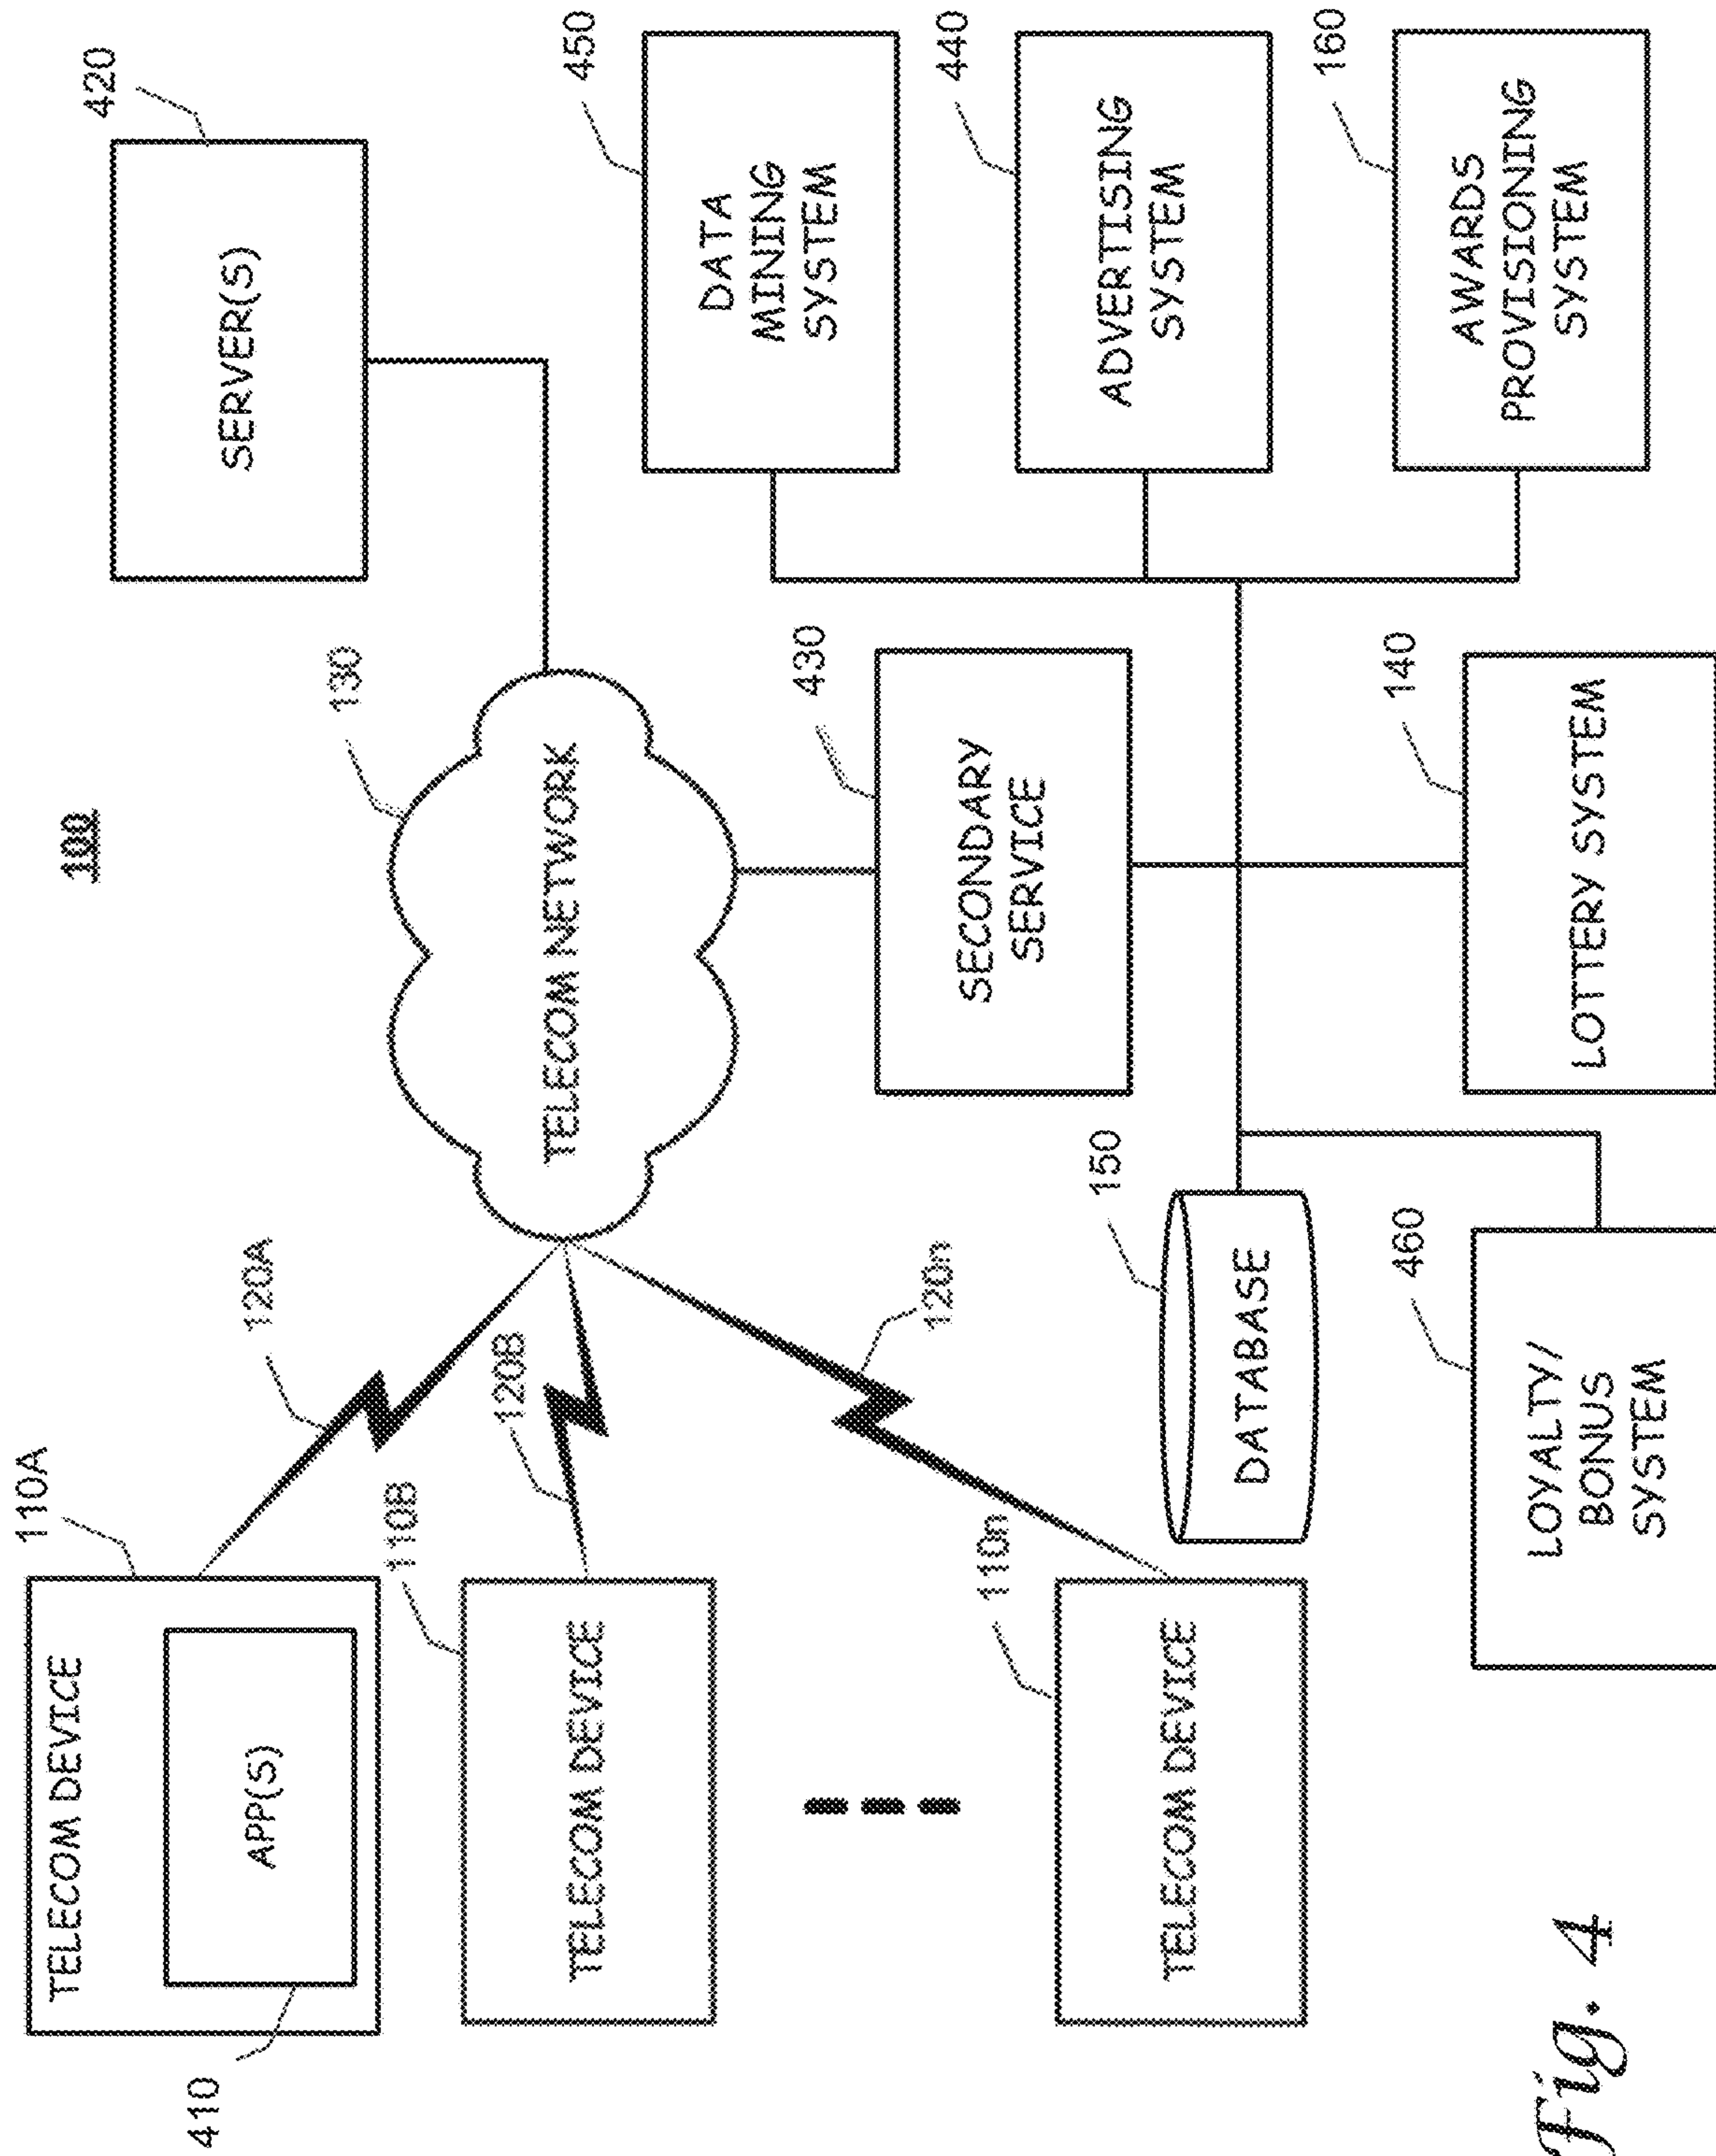 100
110A
TELECOM DEVICE
APP(S)
410
120A
130
TELECOM NETWORK
420
SERVER(S)
110B
TELECOM DEVICE
120B
110n
TELECOM DEVICE
120n
430
SECONDARY
SERVICE
450
DATA
MINING
SYSTEM
440
ADVERTISING
SYSTEM
150
DATABASE
460
LOYALTY/
BONUS
SYSTEM
140
LOTTERY SYSTEM
160
AWARDS
PROVISIONING
SYSTEM
Fig. 4